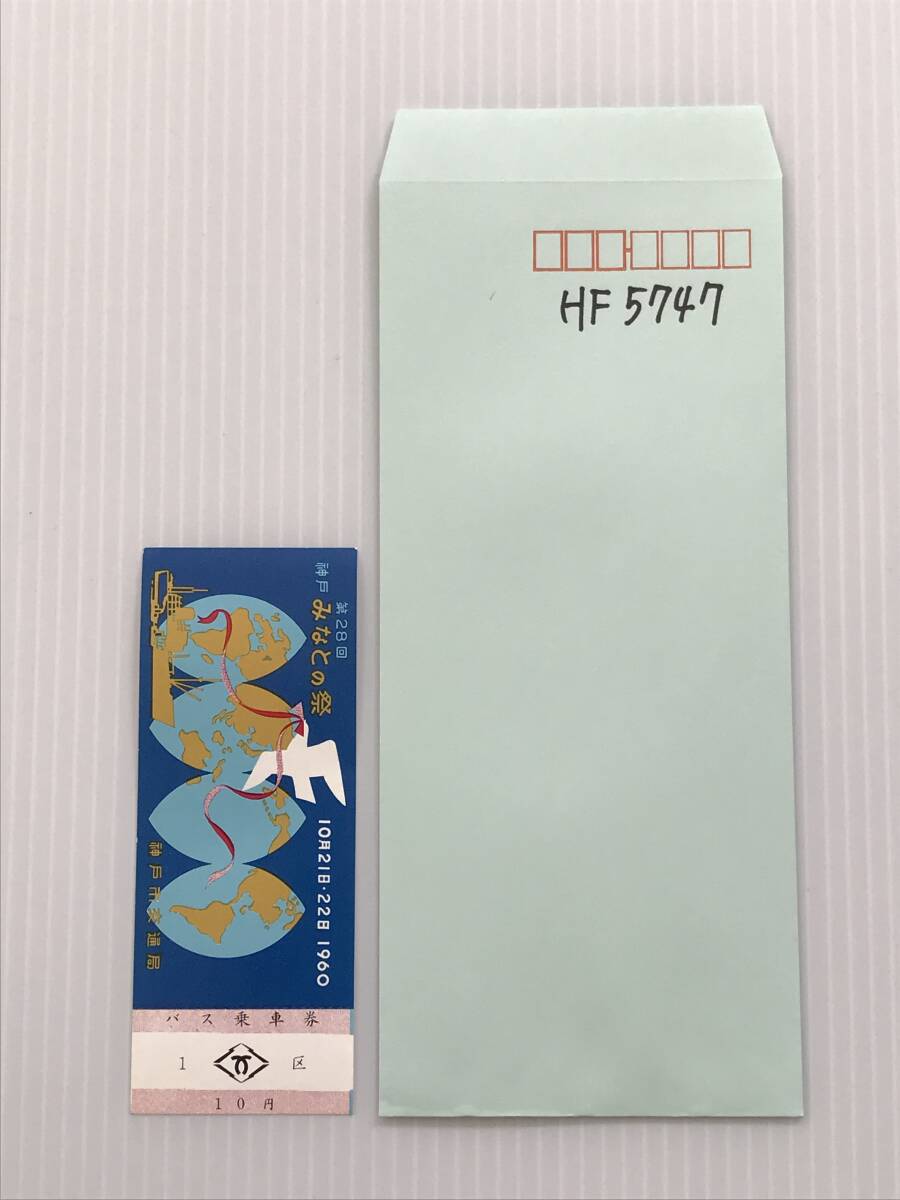 HF 5747
第28回
神戸 みなとの祭
10月21日・22日 1960
神戸市交通局
バス乗車券
1 区
10円